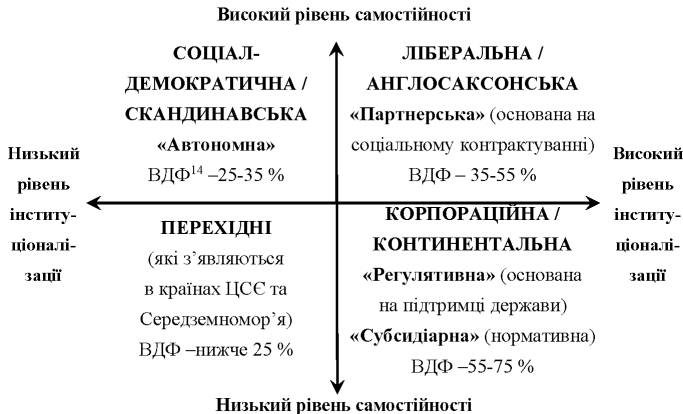 Високий рівень самостійності
СОЦІАЛ-
ДЕМОКРАТИЧНА /
СКАНДИНАВСЬКА
«Автономна»
ВДФ¹⁴ –25-35 %
ЛІБЕРАЛЬНА /
АНГЛОСАКСОНСЬКА
«Партнерська» (основана на
соціальному контрактуванні)
ВДФ – 35-55 %
Низький
рівень
інститу-
ціоналі-
зації
Високий
рівень
інститу-
ціоналі-
зації
ПЕРЕХІДНІ
(які з’являються
в країнах ЦСЄ та
Середземномор’я)
ВДФ –нижче 25 %
КОРПОРАЦІЙНА /
КОНТИНЕНТАЛЬНА
«Регулятивна» (основана
на підтримці держави)
«Субсидіарна» (нормативна)
ВДФ –55-75 %
Низький рівень самостійності